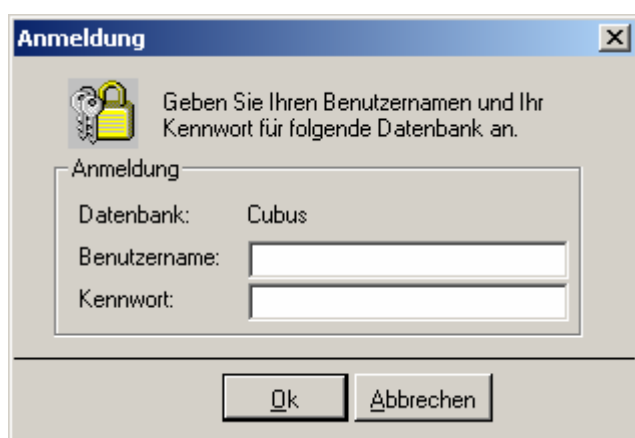 Anmeldung
Geben Sie Ihren Benutzernamen und Ihr
Kennwort für folgende Datenbank an.
Anmeldung
Datenbank: Cubus
Benutzername:
Kennwort:
Ok Abbrechen